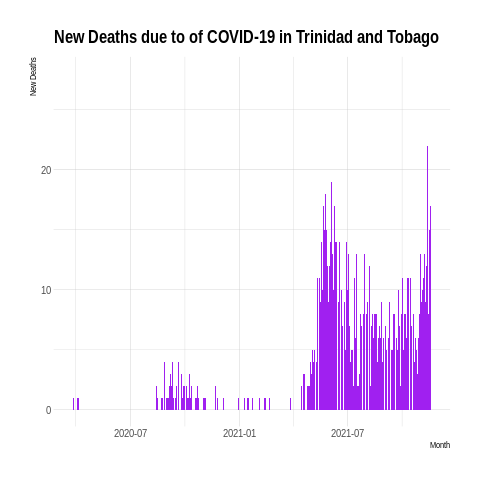 New Deaths due to of COVID-19 in Trinidad and Tobago
New Deaths
20
10
0
2020-07 2021-01 2021-07
Month